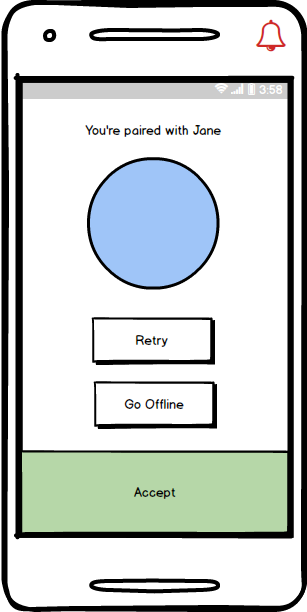 3:58
You're paired with Jane
Retry
Go Offline
Accept